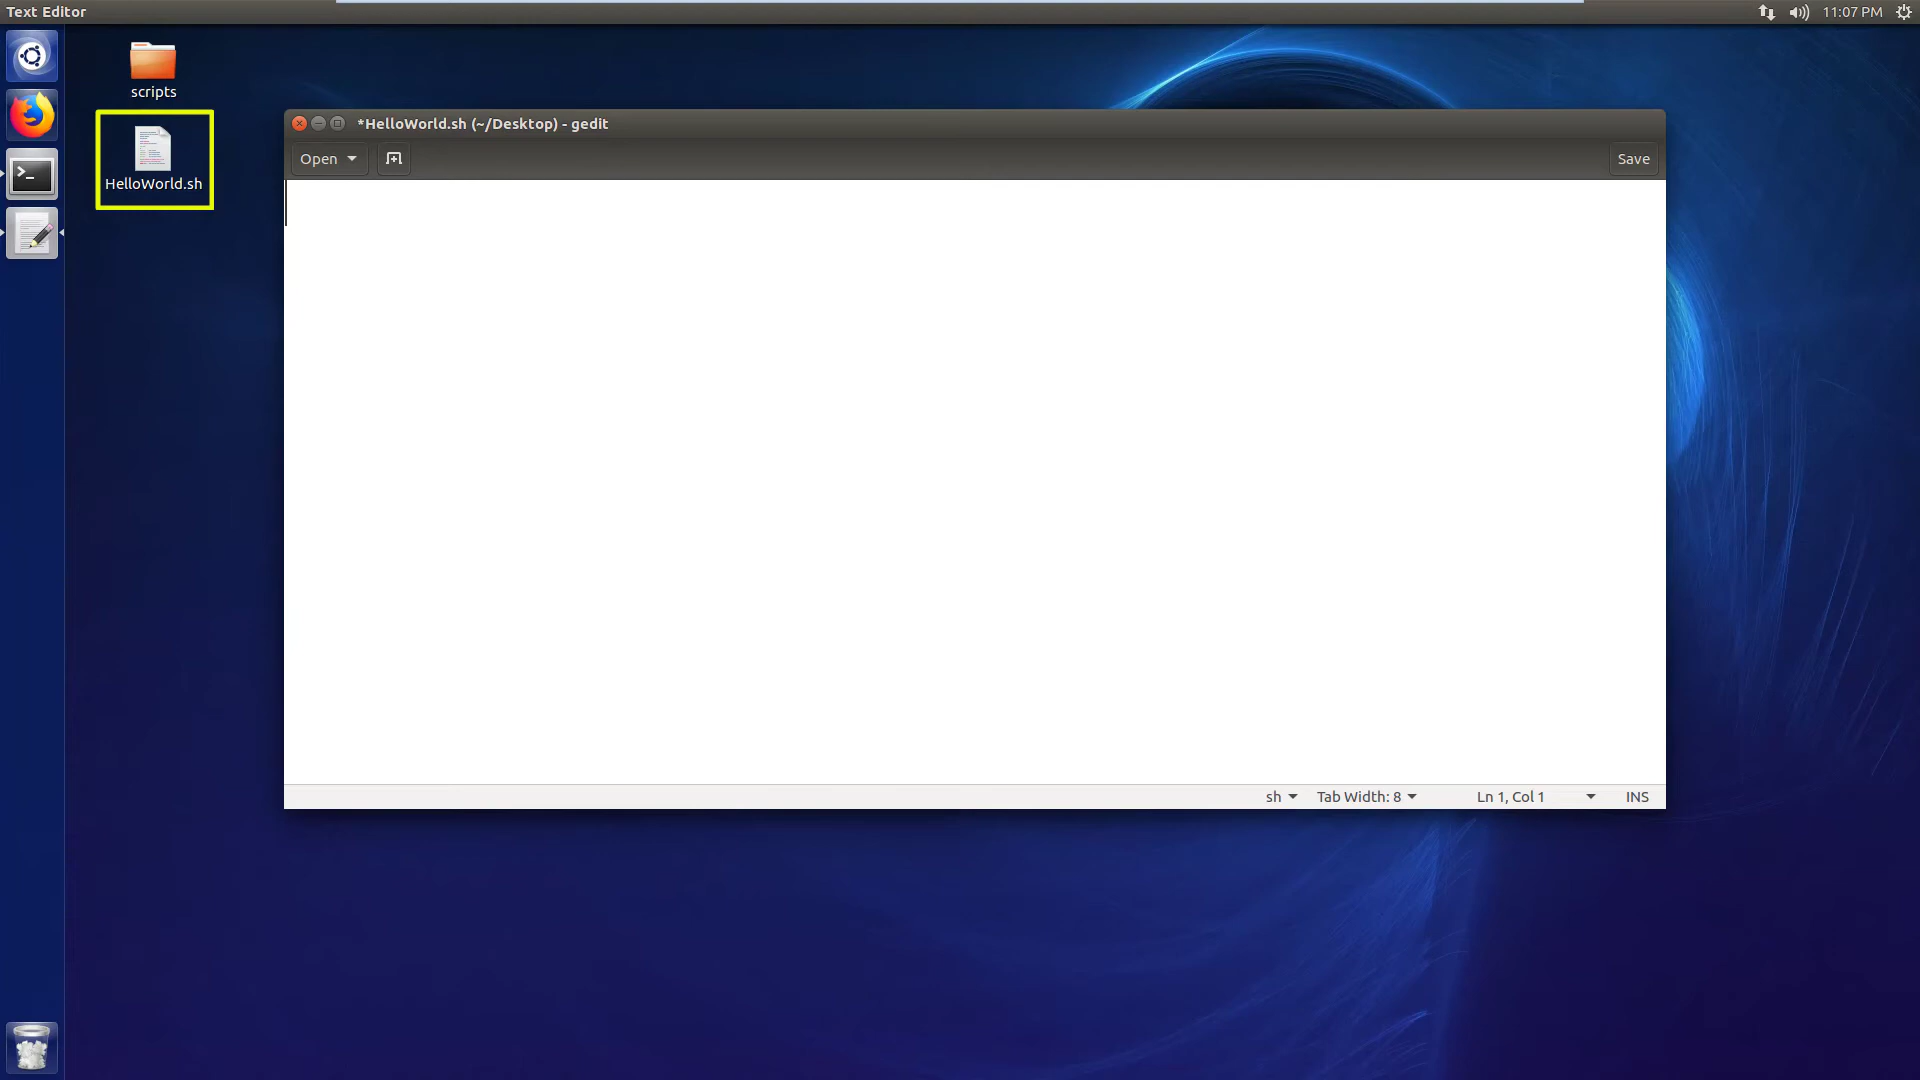 Text Editor
11:07 PM
scripts
HelloWorld.sh
*HelloWorld.sh (~/Desktop) - gedit
Open
Save
sh
Tab Width: 8
Ln 1, Col 1
INS